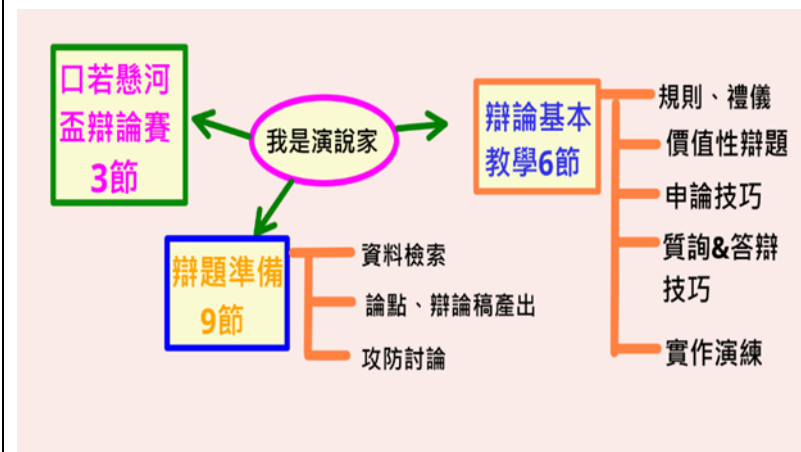 口若懸河
盃辯論賽
3節
我是演說家
辯論基本
教學6節
規則、禮儀
價值性辯題
申論技巧
質詢&答辯
技巧
實作演練
辯題準備
9節
資料檢索
論點、辯論稿產出
攻防討論